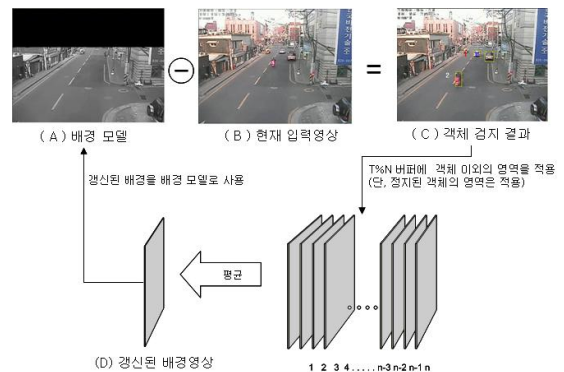 ( A ) 배경 모델
( B ) 현재 입력영상
( C ) 객체 검지 결과
T%N 버퍼에 객체 이외의 영역을 적용
(단, 정지된 객체의 영역은 적용)
갱신된 배경을 배경 모델로 사용
평균
(D) 갱신된 배경영상
1 2 3 4 . . . . . n-3 n-2 n-1 n